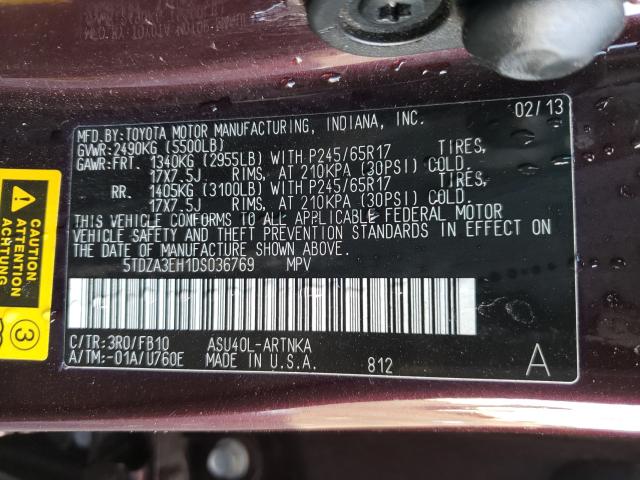 MFD. BY:TOYOTA MOTOR MANUFACTURING, INDIANA, INC. 02/13
GVWR:2490KG (5500LB)
GAWR:FRT. 1340KG (2955LB) WITH P245/65R17 TIRES,
17X7.5J RIMS, AT 210KPA (30PSI) COLD.
RR. 1405KG (3100LB) WITH P245/65R17 TIRES,
17X7.5J RIMS, AT 210KPA (30PSI) COLD.
THIS VEHICLE CONFORMS TO ALL APPLICABLE FEDERAL MOTOR
VEHICLE SAFETY AND THEFT PREVENTION STANDARDS IN EFFECT ON
THE DATE OF MANUFACTURE SHOWN ABOVE.
5TDZA3EH1DS036769 MPV
C/TR:3R0/FB10 ASU40L-ARTNKA
A/TM:-01A/U760E MADE IN U.S.A. 812 A
CAUTION
ATTENTION
ACHTUNG
3